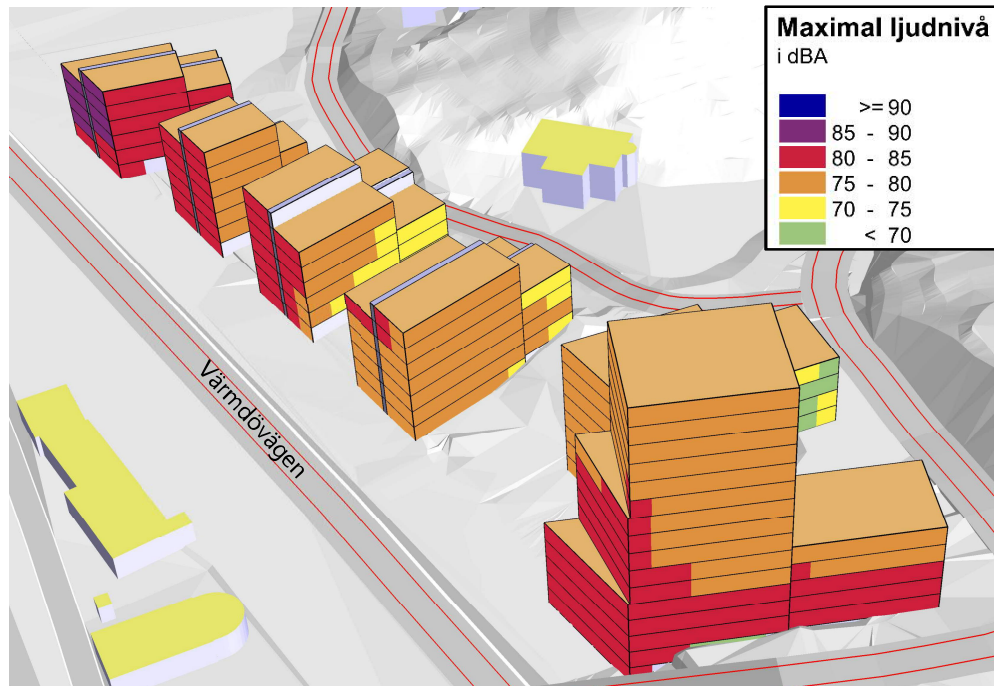 Maximal ljudnivå
i dBA
>= 90
85 - 90
80 - 85
75 - 80
70 - 75
< 70
Värmdövägen